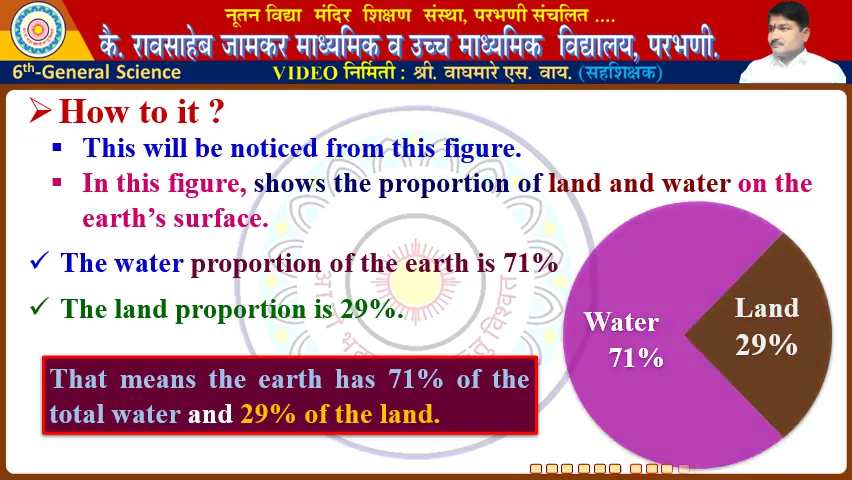 नूतन विद्या मंदिर शिक्षण संस्था, परभणी संचलित ....
कै. रावसाहेब जामकर माध्यमिक व उच्च माध्यमिक विद्यालय, परभणी.
6th-General Science
VIDEO निर्मिती : श्री. वाघमारे एस. वाय. (सहशिक्षक)
How to it ?
This will be noticed from this figure.
In this figure, shows the proportion of land and water on the
earth's surface.
The water proportion of the earth is 71%
The land proportion is 29%.
Water
71%
Land
29%
That means the earth has 71% of the
total water and 29% of the land.